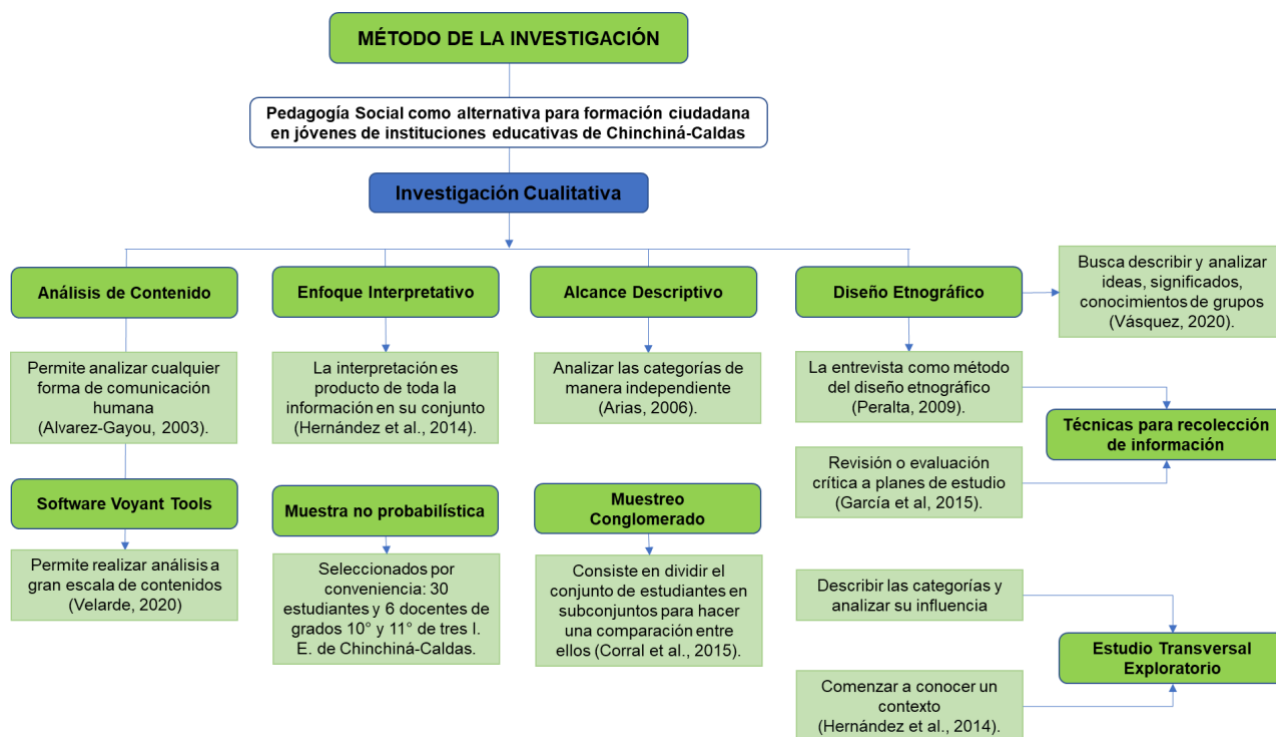 MÉTODO DE LA INVESTIGACIÓN
Pedagogía Social como alternativa para formación ciudadana
en jóvenes de instituciones educativas de Chinchiná-Caldas
Investigación Cualitativa
Análisis de Contenido
Permite analizar cualquier
forma de comunicación
humana
(Alvarez-Gayou, 2003).
Software Voyant Tools
Permite realizar análisis a
gran escala de contenidos
(Velarde, 2020)
Enfoque Interpretativo
La interpretación es
producto de toda la
información en su conjunto
(Hernández et al., 2014).
Muestra no probabilística
Seleccionados por
conveniencia: 30
estudiantes y 6 docentes de
grados 10° y 11° de tres I.
E. de Chinchiná-Caldas.
Alcance Descriptivo
Analizar las categorías de
manera independiente
(Arias, 2006).
Muestreo
Conglomerado
Consiste en dividir el
conjunto de estudiantes en
subconjuntos para hacer
una comparación entre
ellos (Corral et al., 2015).
Diseño Etnográfico
Busca describir y analizar
ideas, significados,
conocimientos de grupos
(Vásquez, 2020).
La entrevista como método
del diseño etnográfico
(Peralta, 2009).
Revisión o evaluación
crítica a planes de estudio
(García et al, 2015).
Técnicas para recolección
de información
Describir las categorías y
analizar su influencia
Comenzar a conocer un
contexto
(Hernández et al., 2014).
Estudio Transversal
Exploratorio